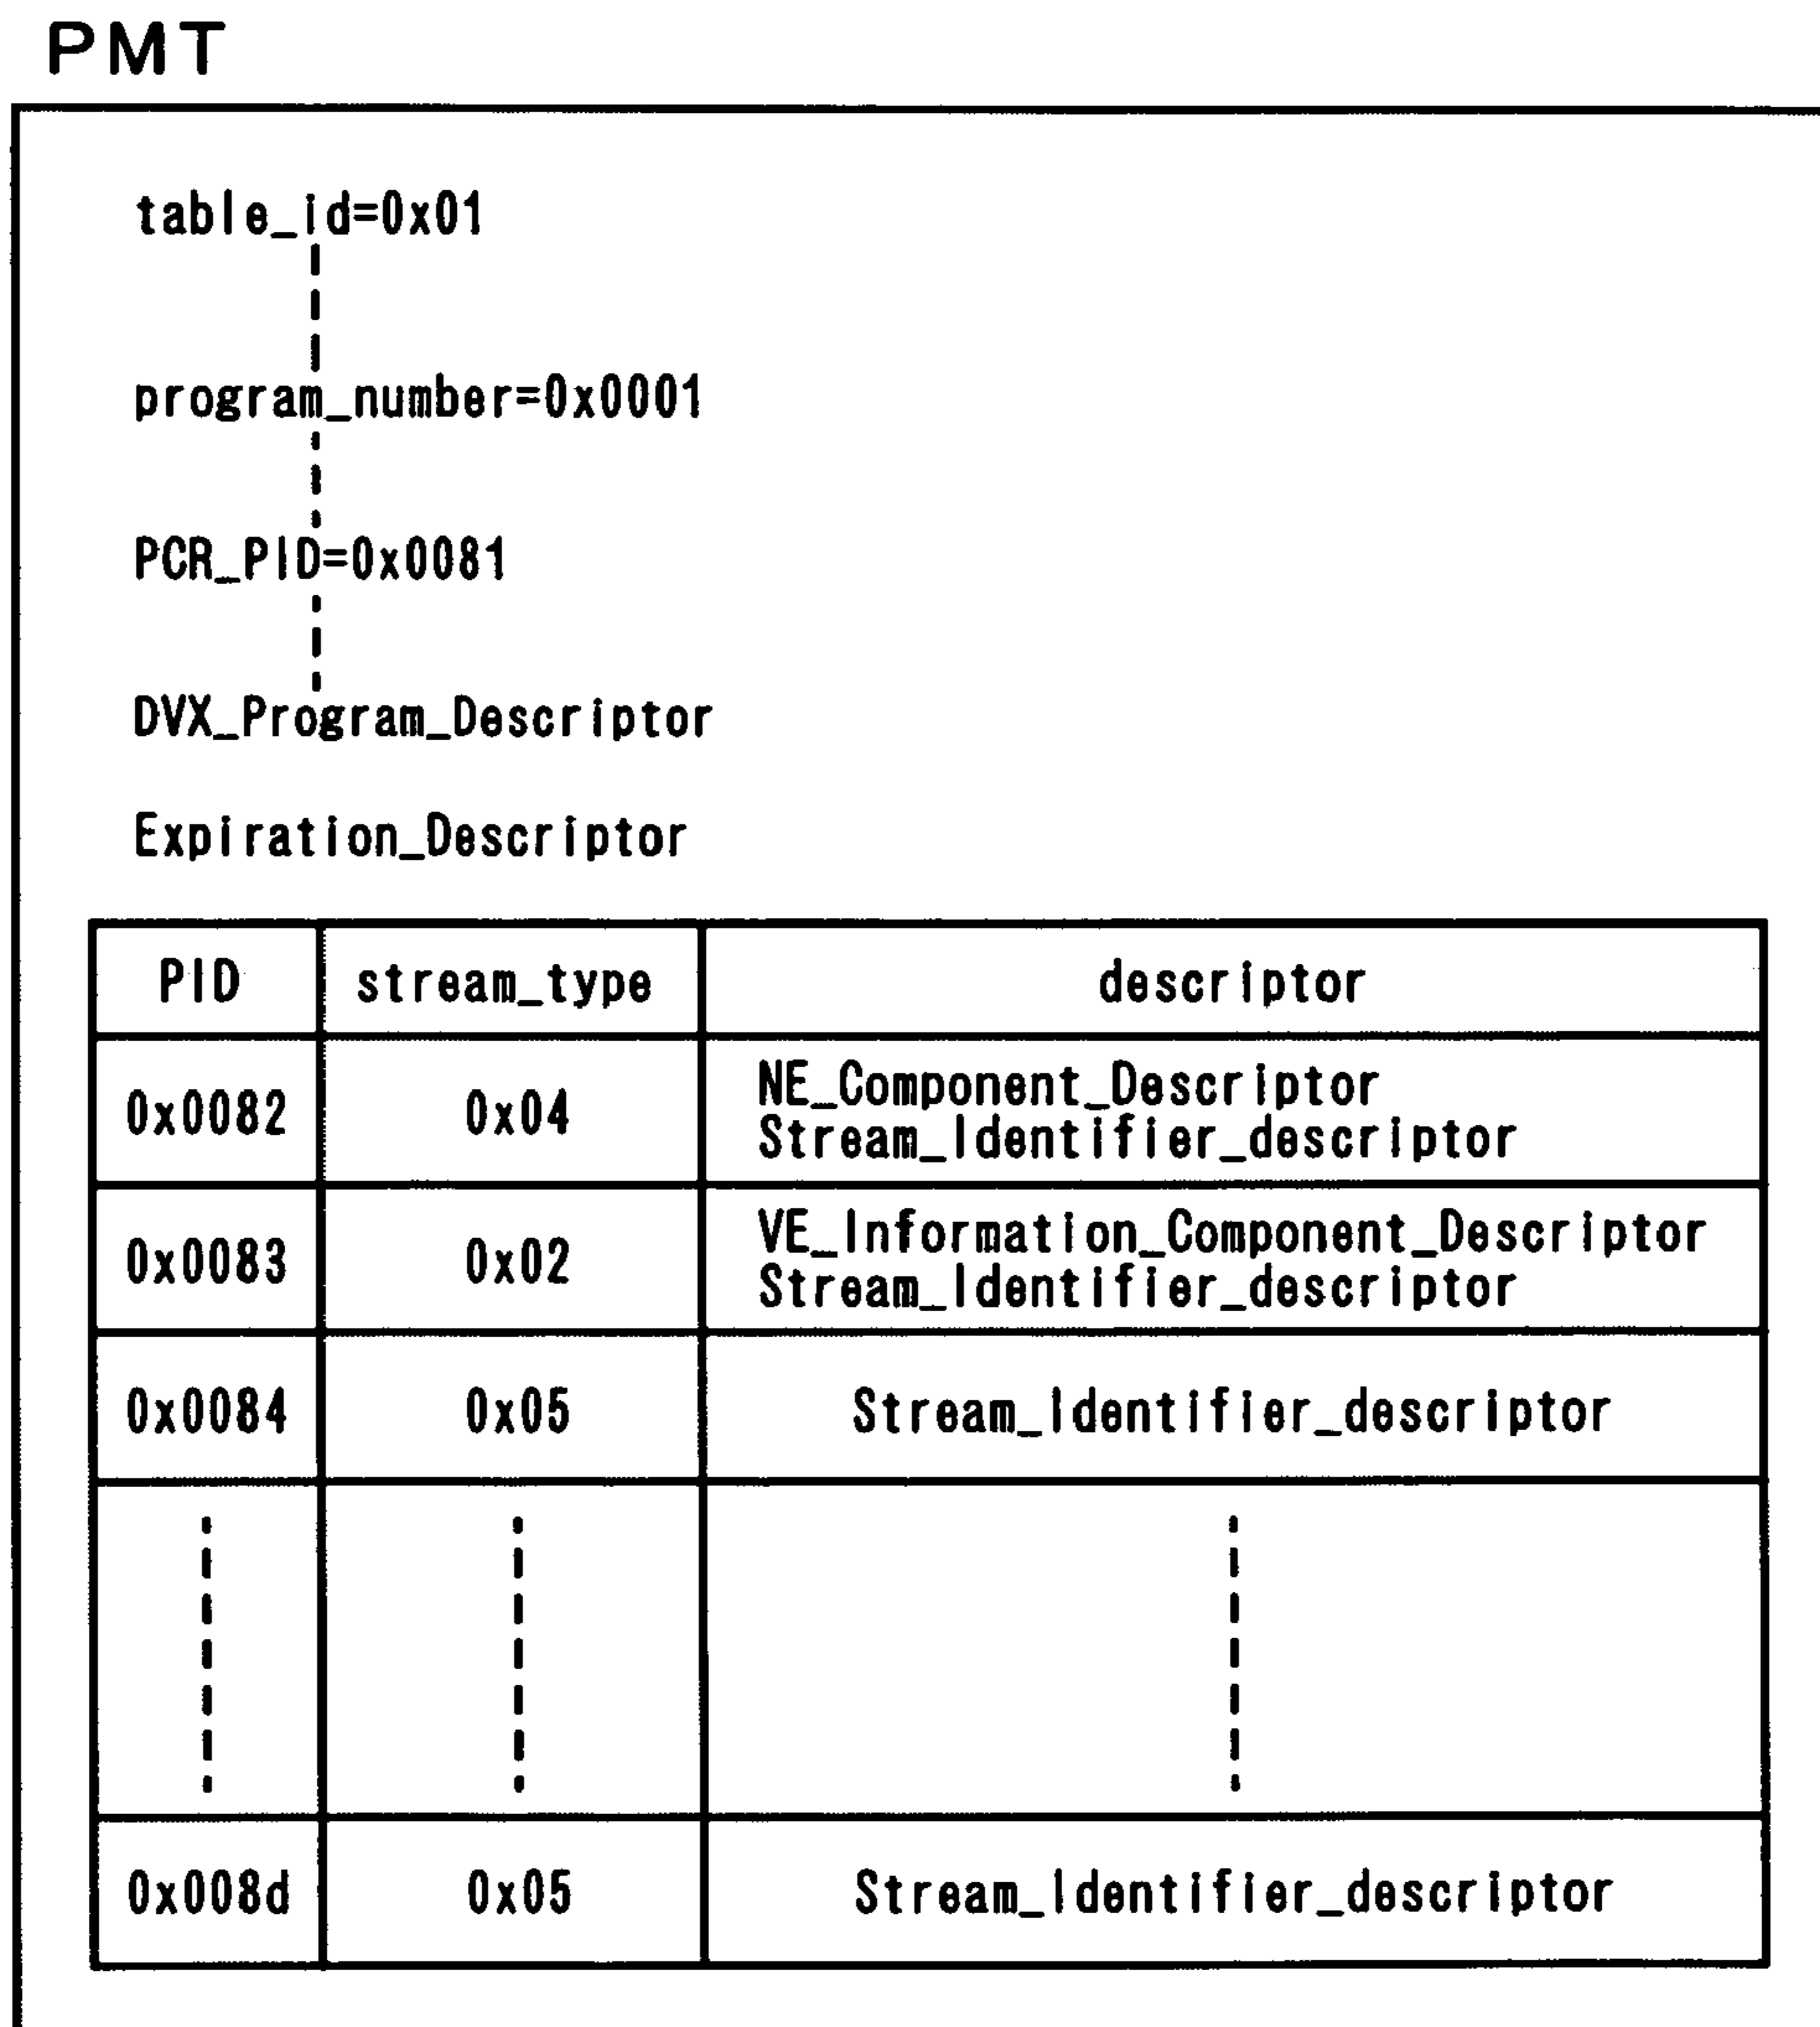 PMT
table_id=0x01
program_number=0x0001
PCR_PID=0x0081
DVX_Program_Descriptor
Expiration_Descriptor
PID stream_type descriptor
0x0082 0x04 NE_Component_Descriptor
Stream_Identifier_descriptor
0x0083 0x02 VE_Information_Component_Descriptor
Stream_Identifier_descriptor
0x0084 0x05 Stream_Identifier_descriptor
0x008d 0x05 Stream_Identifier_descriptor